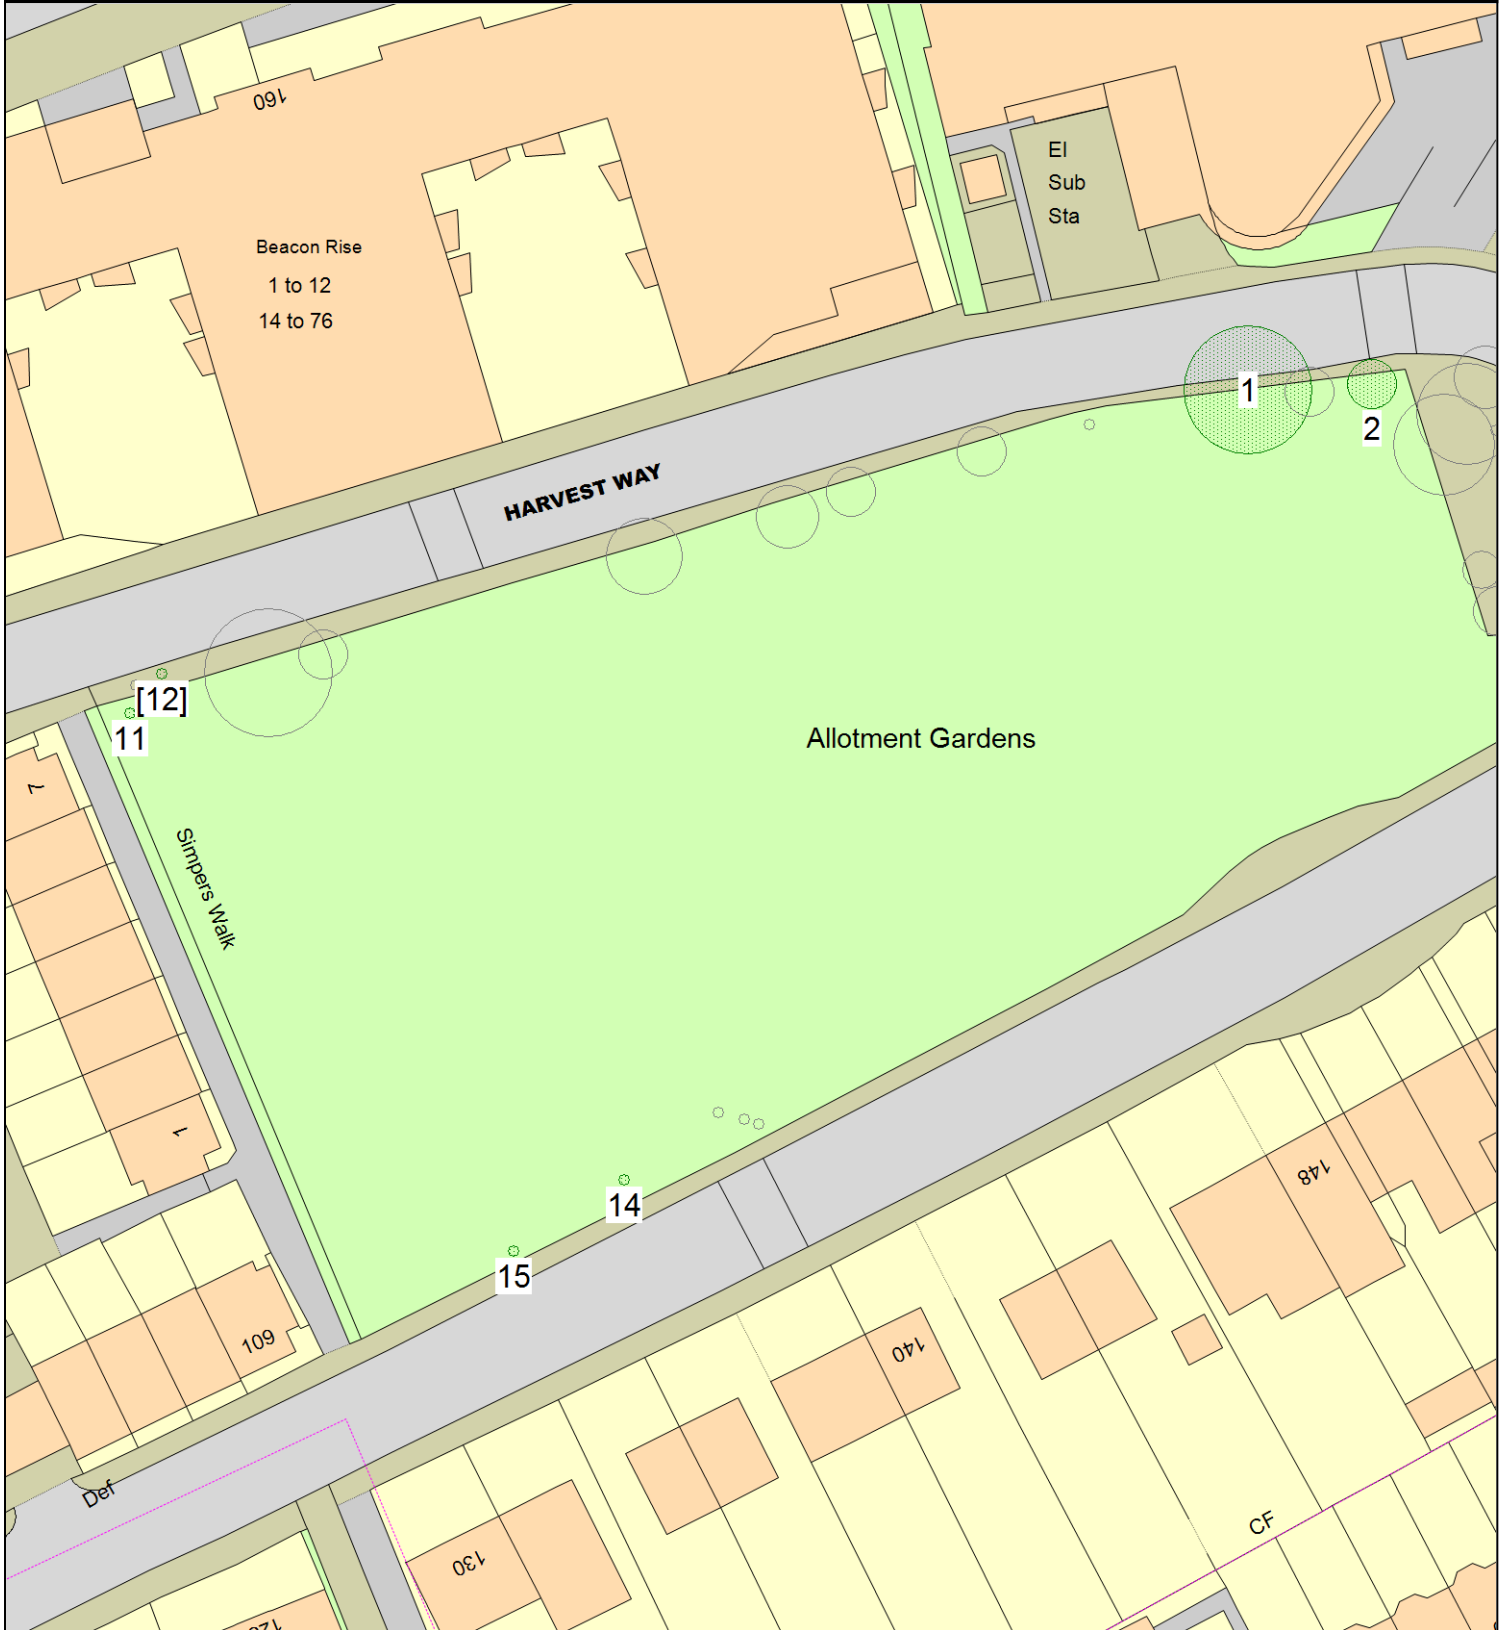 160
El
Sub
Sta
Beacon Rise
1 to 12
14 to 76
1
2
HARVEST WAY
[12]
11
Allotment Gardens
7
Simpers Walk
1
148
14
15
109
140
Def
CF
130